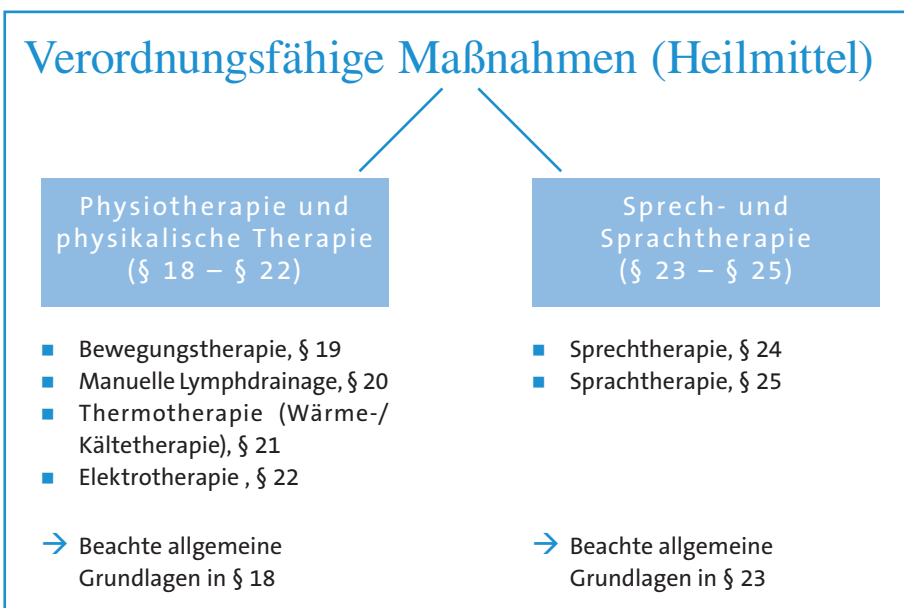 Verordnungsfähige Maßnahmen (Heilmittel)
Physiotherapie und
physikalische Therapie
(§ 18 – § 22)
■ Bewegungstherapie, § 19
■ Manuelle Lymphdrainage, § 20
■ Thermotherapie (Wärme-/
Kältetherapie), § 21
■ Elektrotherapie , § 22
→ Beachte allgemeine
Grundlagen in § 18
Sprech- und
Sprachtherapie
(§ 23 – § 25)
■ Sprechtherapie, § 24
■ Sprachtherapie, § 25
→ Beachte allgemeine
Grundlagen in § 23